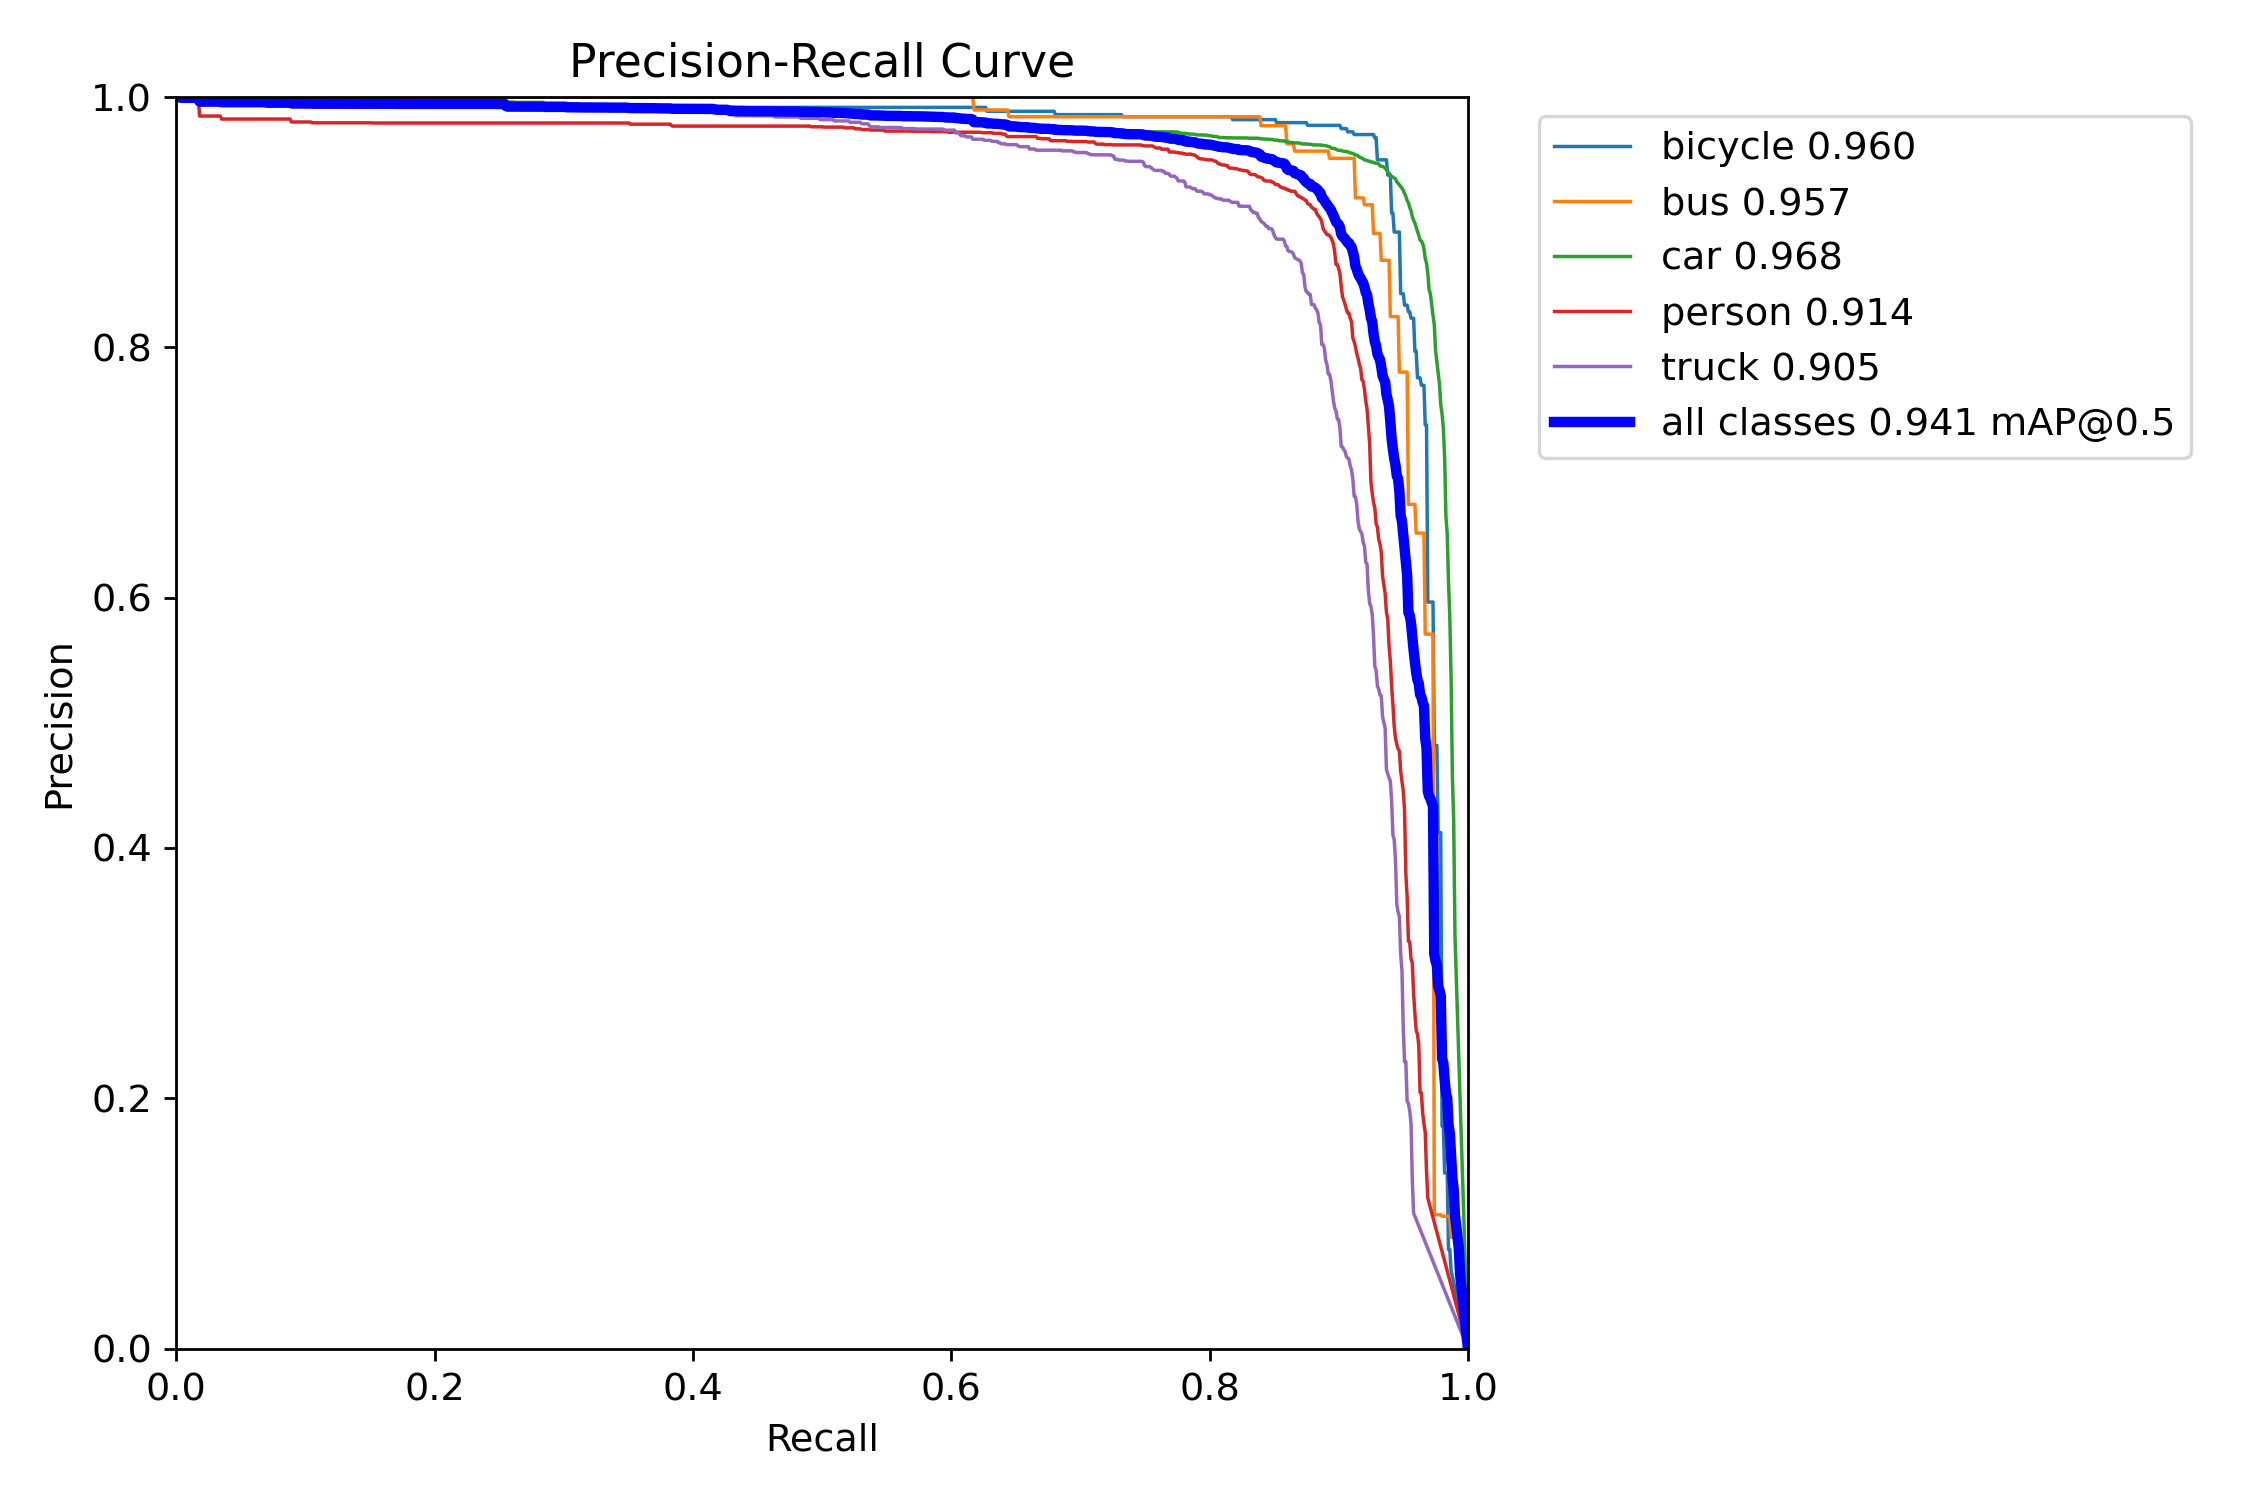 Precision-Recall Curve
1.0
0.8
0.6
0.4
0.2
0.0
Precision
0.0 0.2 0.4 0.6 0.8 1.0
Recall
bicycle 0.960
bus 0.957
car 0.968
person 0.914
truck 0.905
all classes 0.941 mAP@0.5